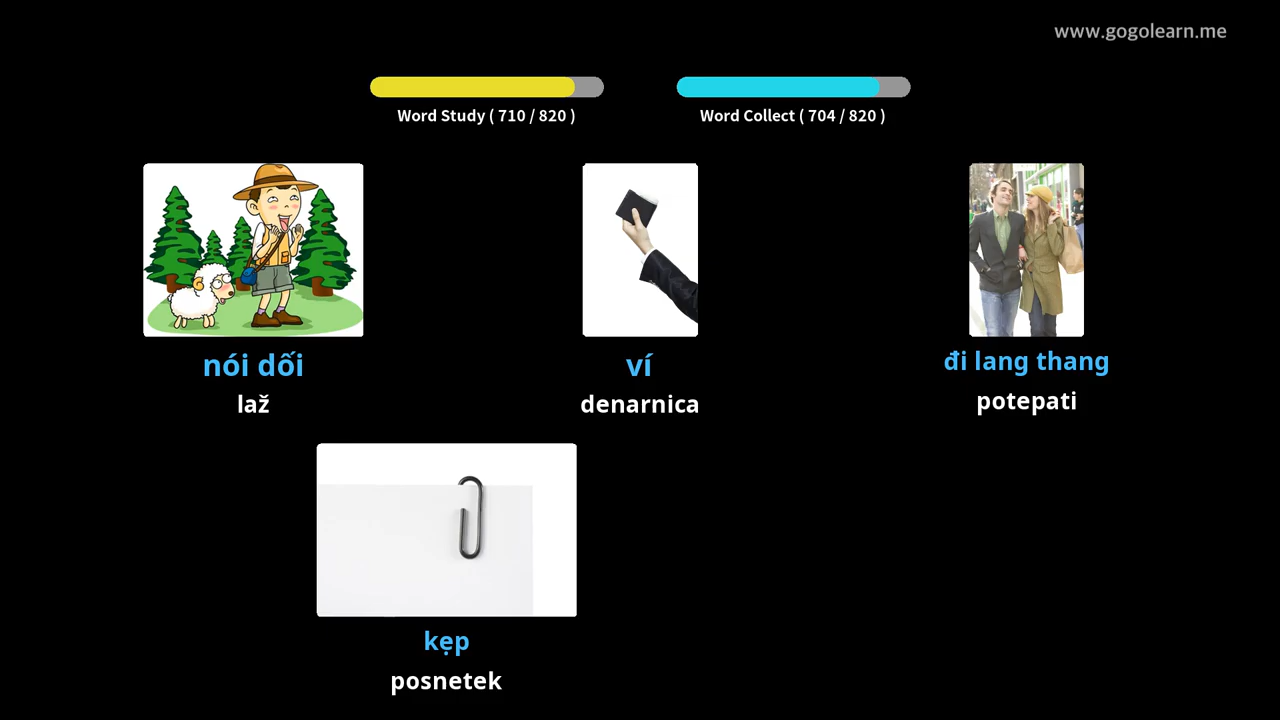 www.gogolearn.me
Word Study ( 710 / 820 )
Word Collect ( 704 / 820 )
nói dối
laž
ví
denarnica
đi lang thang
potepati
kẹp
posnetek